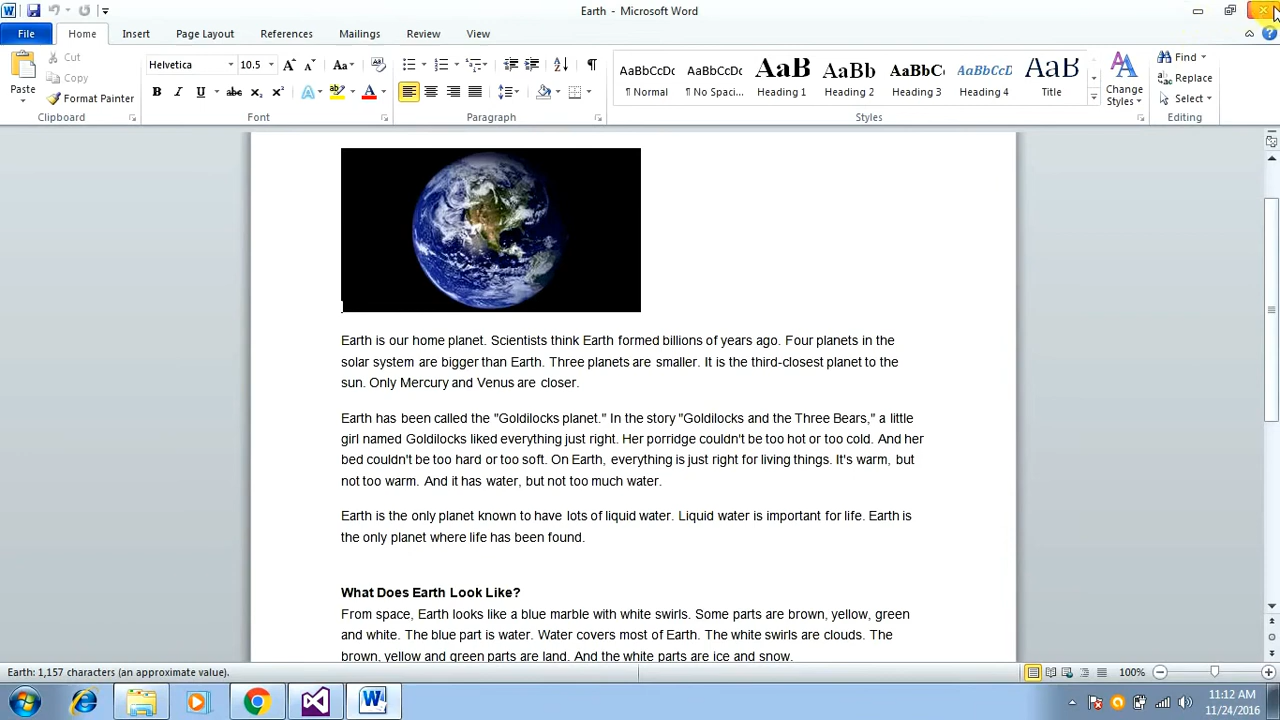 Earth - Microsoft Word
File Home Insert Page Layout References Mailings Review View
Paste
Cut
Copy
Format Painter
Clipboard
Helvetica 10.5
Font
Paragraph
AaBbCcDc AaBbCcDc AaB AaBb AaBbC AaBbCcD AaB
¶ Normal ¶ No Spaci... Heading 1 Heading 2 Heading 3 Heading 4 Title
Change Styles
Styles
Find
Replace
Select
Editing
Earth is our home planet. Scientists think Earth formed billions of years ago. Four planets in the
solar system are bigger than Earth. Three planets are smaller. It is the third-closest planet to the
sun. Only Mercury and Venus are closer.
Earth has been called the "Goldilocks planet." In the story "Goldilocks and the Three Bears," a little
girl named Goldilocks liked everything just right. Her porridge couldn't be too hot or too cold. And her
bed couldn't be too hard or too soft. On Earth, everything is just right for living things. It's warm, but
not too warm. And it has water, but not too much water.
Earth is the only planet known to have lots of liquid water. Liquid water is important for life. Earth is
the only planet where life has been found.
What Does Earth Look Like?
From space, Earth looks like a blue marble with white swirls. Some parts are brown, yellow, green
and white. The blue part is water. Water covers most of Earth. The white swirls are clouds. The
brown, yellow and green parts are land. And the white parts are ice and snow.
Earth: 1,157 characters (an approximate value).
100%
11:12 AM
11/24/2016